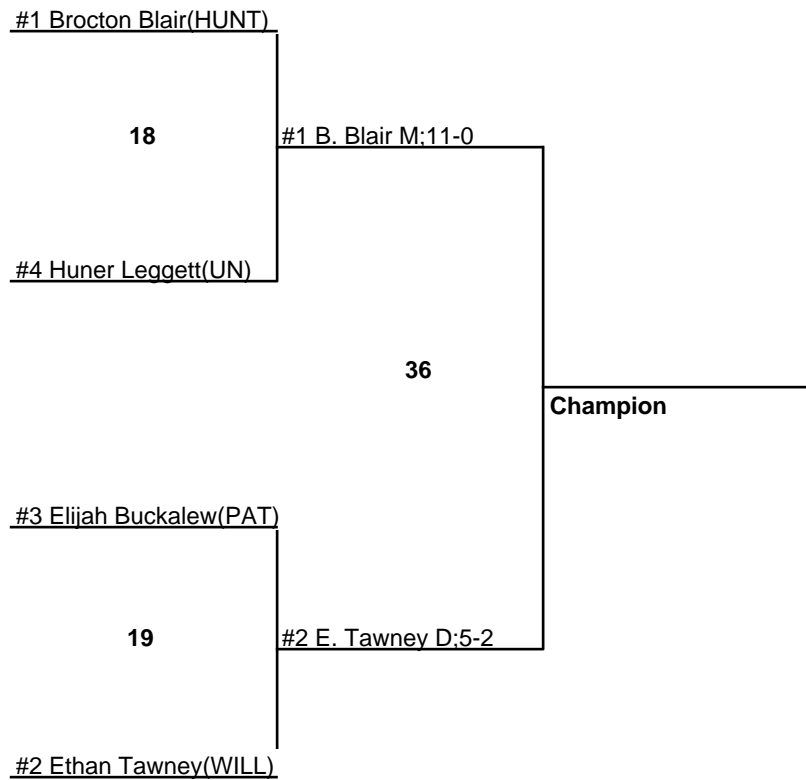 #1 Brocton Blair(HUNT)
18
#1 B. Blair M;11-0
#4 Huner Leggett(UN)
36
Champion
#3 Elijah Buckalew(PAT)
19
#2 E. Tawney D;5-2
#2 Ethan Tawney(WILL)